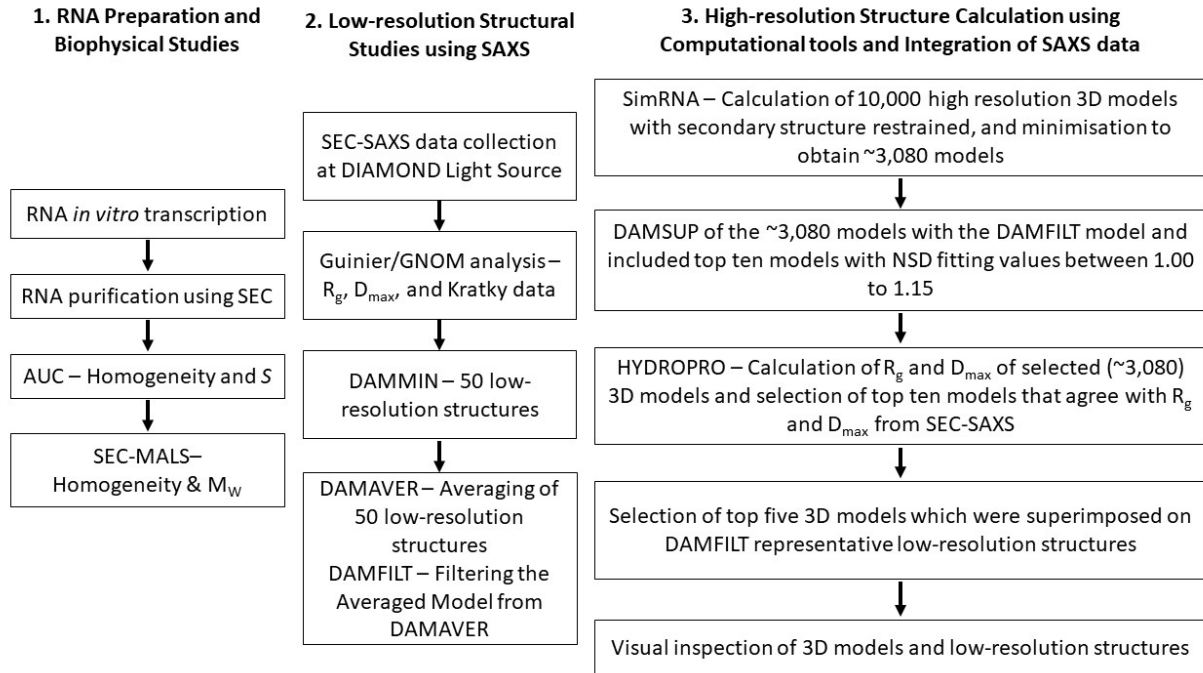 1. RNA Preparation and
Biophysical Studies
RNA in vitro transcription
RNA purification using SEC
AUC – Homogeneity and S
SEC-MALS–
Homogeneity & MW
2. Low-resolution Structural
Studies using SAXS
SEC-SAXS data collection
at DIAMOND Light Source
Guinier/GNOM analysis –
Rg, Dmax, and Kratky data
DAMMIN – 50 low-
resolution structures
DAMAVER – Averaging of
50 low-resolution
structures
DAMFILT – Filtering the
Averaged Model from
DAMAVER
3. High-resolution Structure Calculation using
Computational tools and Integration of SAXS data
SimRNA – Calculation of 10,000 high resolution 3D models
with secondary structure restrained, and minimisation to
obtain ~3,080 models
DAMSUP of the ~3,080 models with the DAMFILT model and
included top ten models with NSD fitting values between 1.00
to 1.15
HYDROPRO – Calculation of Rg and Dmax of selected (~3,080)
3D models and selection of top ten models that agree with Rg
and Dmax from SEC-SAXS
Selection of top five 3D models which were superimposed on
DAMFILT representative low-resolution structures
Visual inspection of 3D models and low-resolution structures